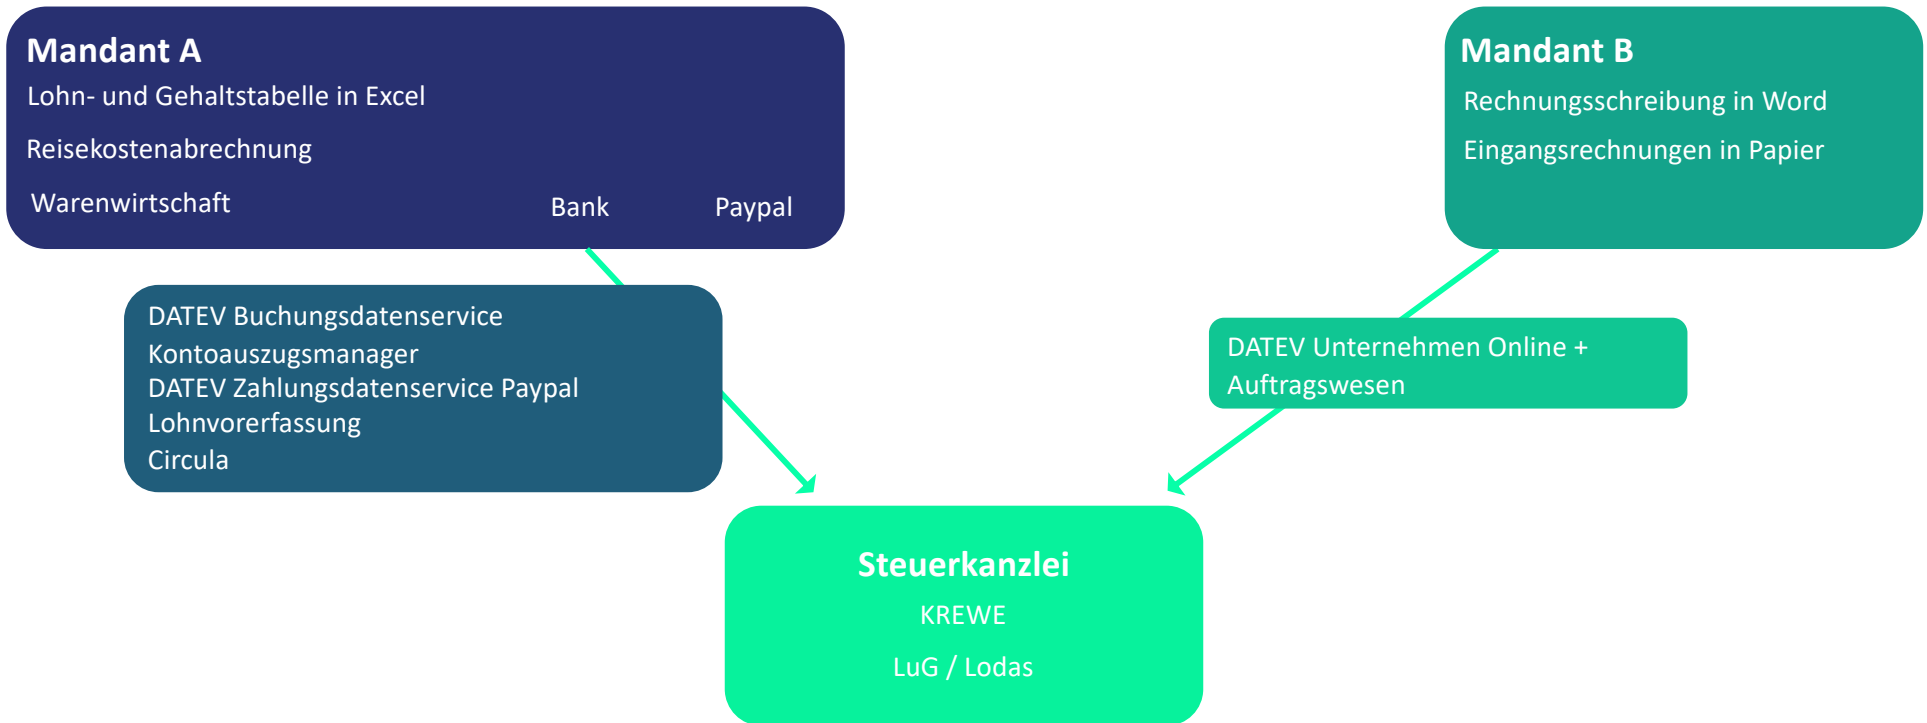 Mandant A
Lohn- und Gehaltstabelle in Excel
Reisekostenabrechnung
Warenwirtschaft
Bank
Paypal
Mandant B
Rechnungsschreibung in Word
Eingangsrechnungen in Papier
DATEV Buchungsdatenservice
Kontoauszugsmanager
DATEV Zahlungsdatenservice Paypal
Lohnvorerfassung
Circula
DATEV Unternehmen Online +
Auftragswesen
Steuerkanzlei
KREWE
LuG / Lodas